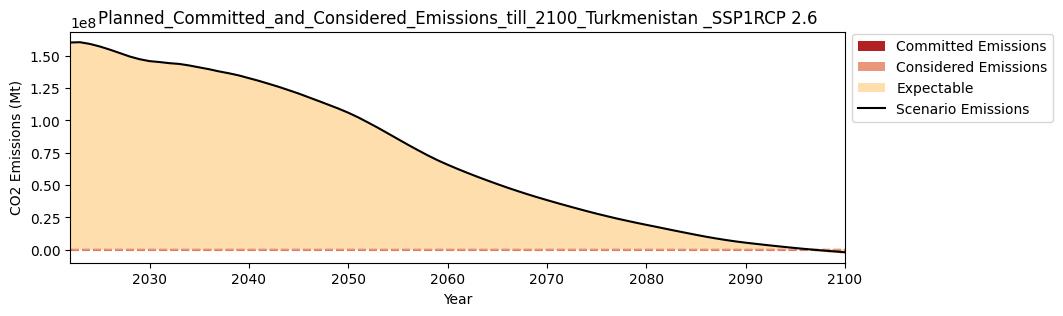 Planned_Committed_and_Considered_Emissions_till_2100_Turkmenistan _SSP1RCP 2.6
1e8
CO2 Emissions (Mt)
1.50
1.25
1.00
0.75
0.50
0.25
0.00
2030 2040 2050 2060 2070 2080 2090 2100
Year
Committed Emissions
Considered Emissions
Expectable
Scenario Emissions